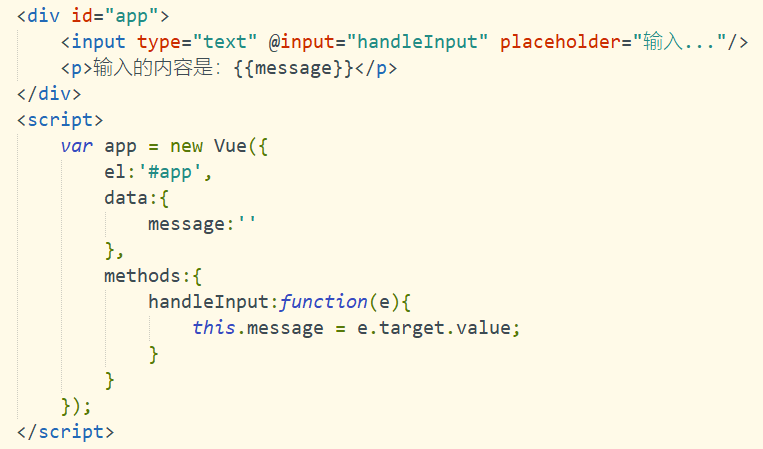 <div id="app">
    <input type="text" @input="handleInput" placeholder="输入..."/>
    <p>输入的内容是：{{message}}</p>
</div>
<script>
    var app = new Vue({
        el:'#app',
        data:{
            message:''
        },
        methods:{
            handleInput:function(e){
                this.message = e.target.value;
            }
        }
    });
</script>